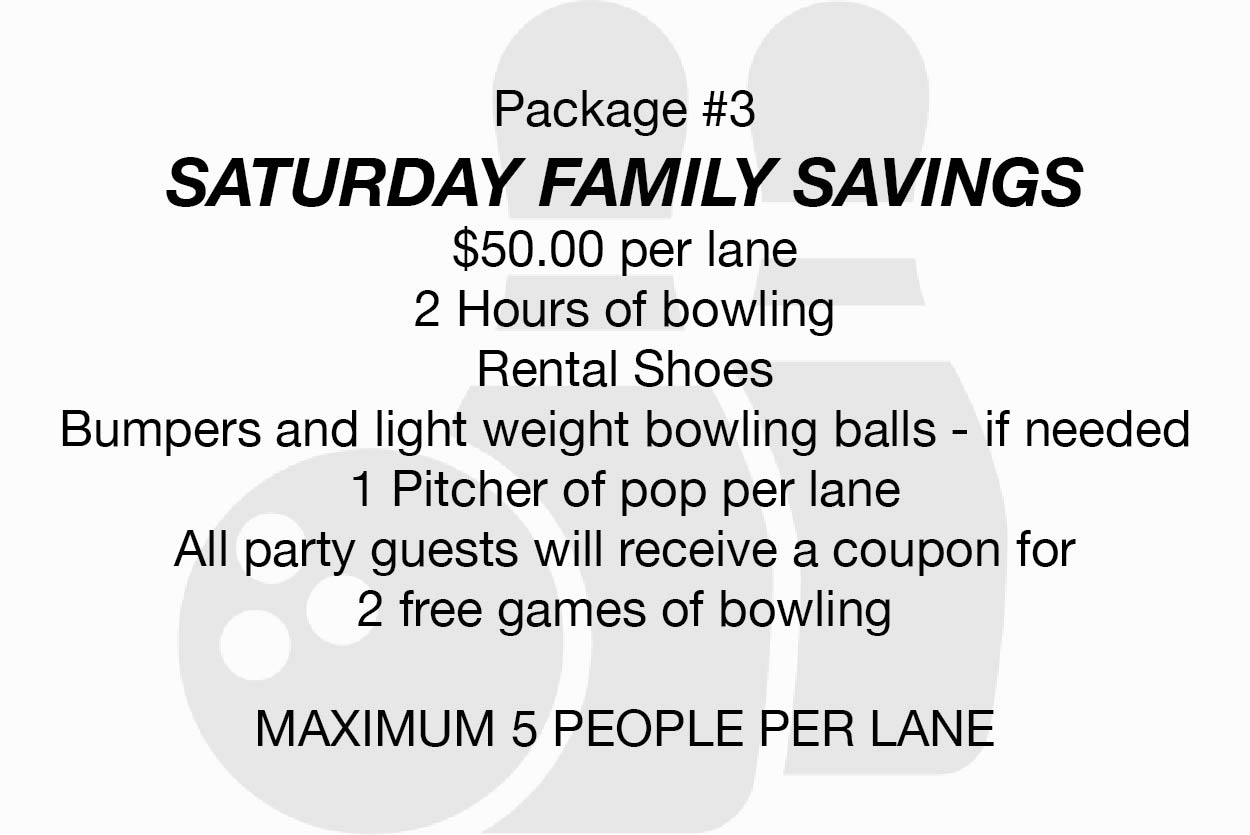 Package #3
SATURDAY FAMILY SAVINGS
$50.00 per lane
2 Hours of bowling
Rental Shoes
Bumpers and light weight bowling balls - if needed
1 Pitcher of pop per lane
All party guests will receive a coupon for
2 free games of bowling
MAXIMUM 5 PEOPLE PER LANE